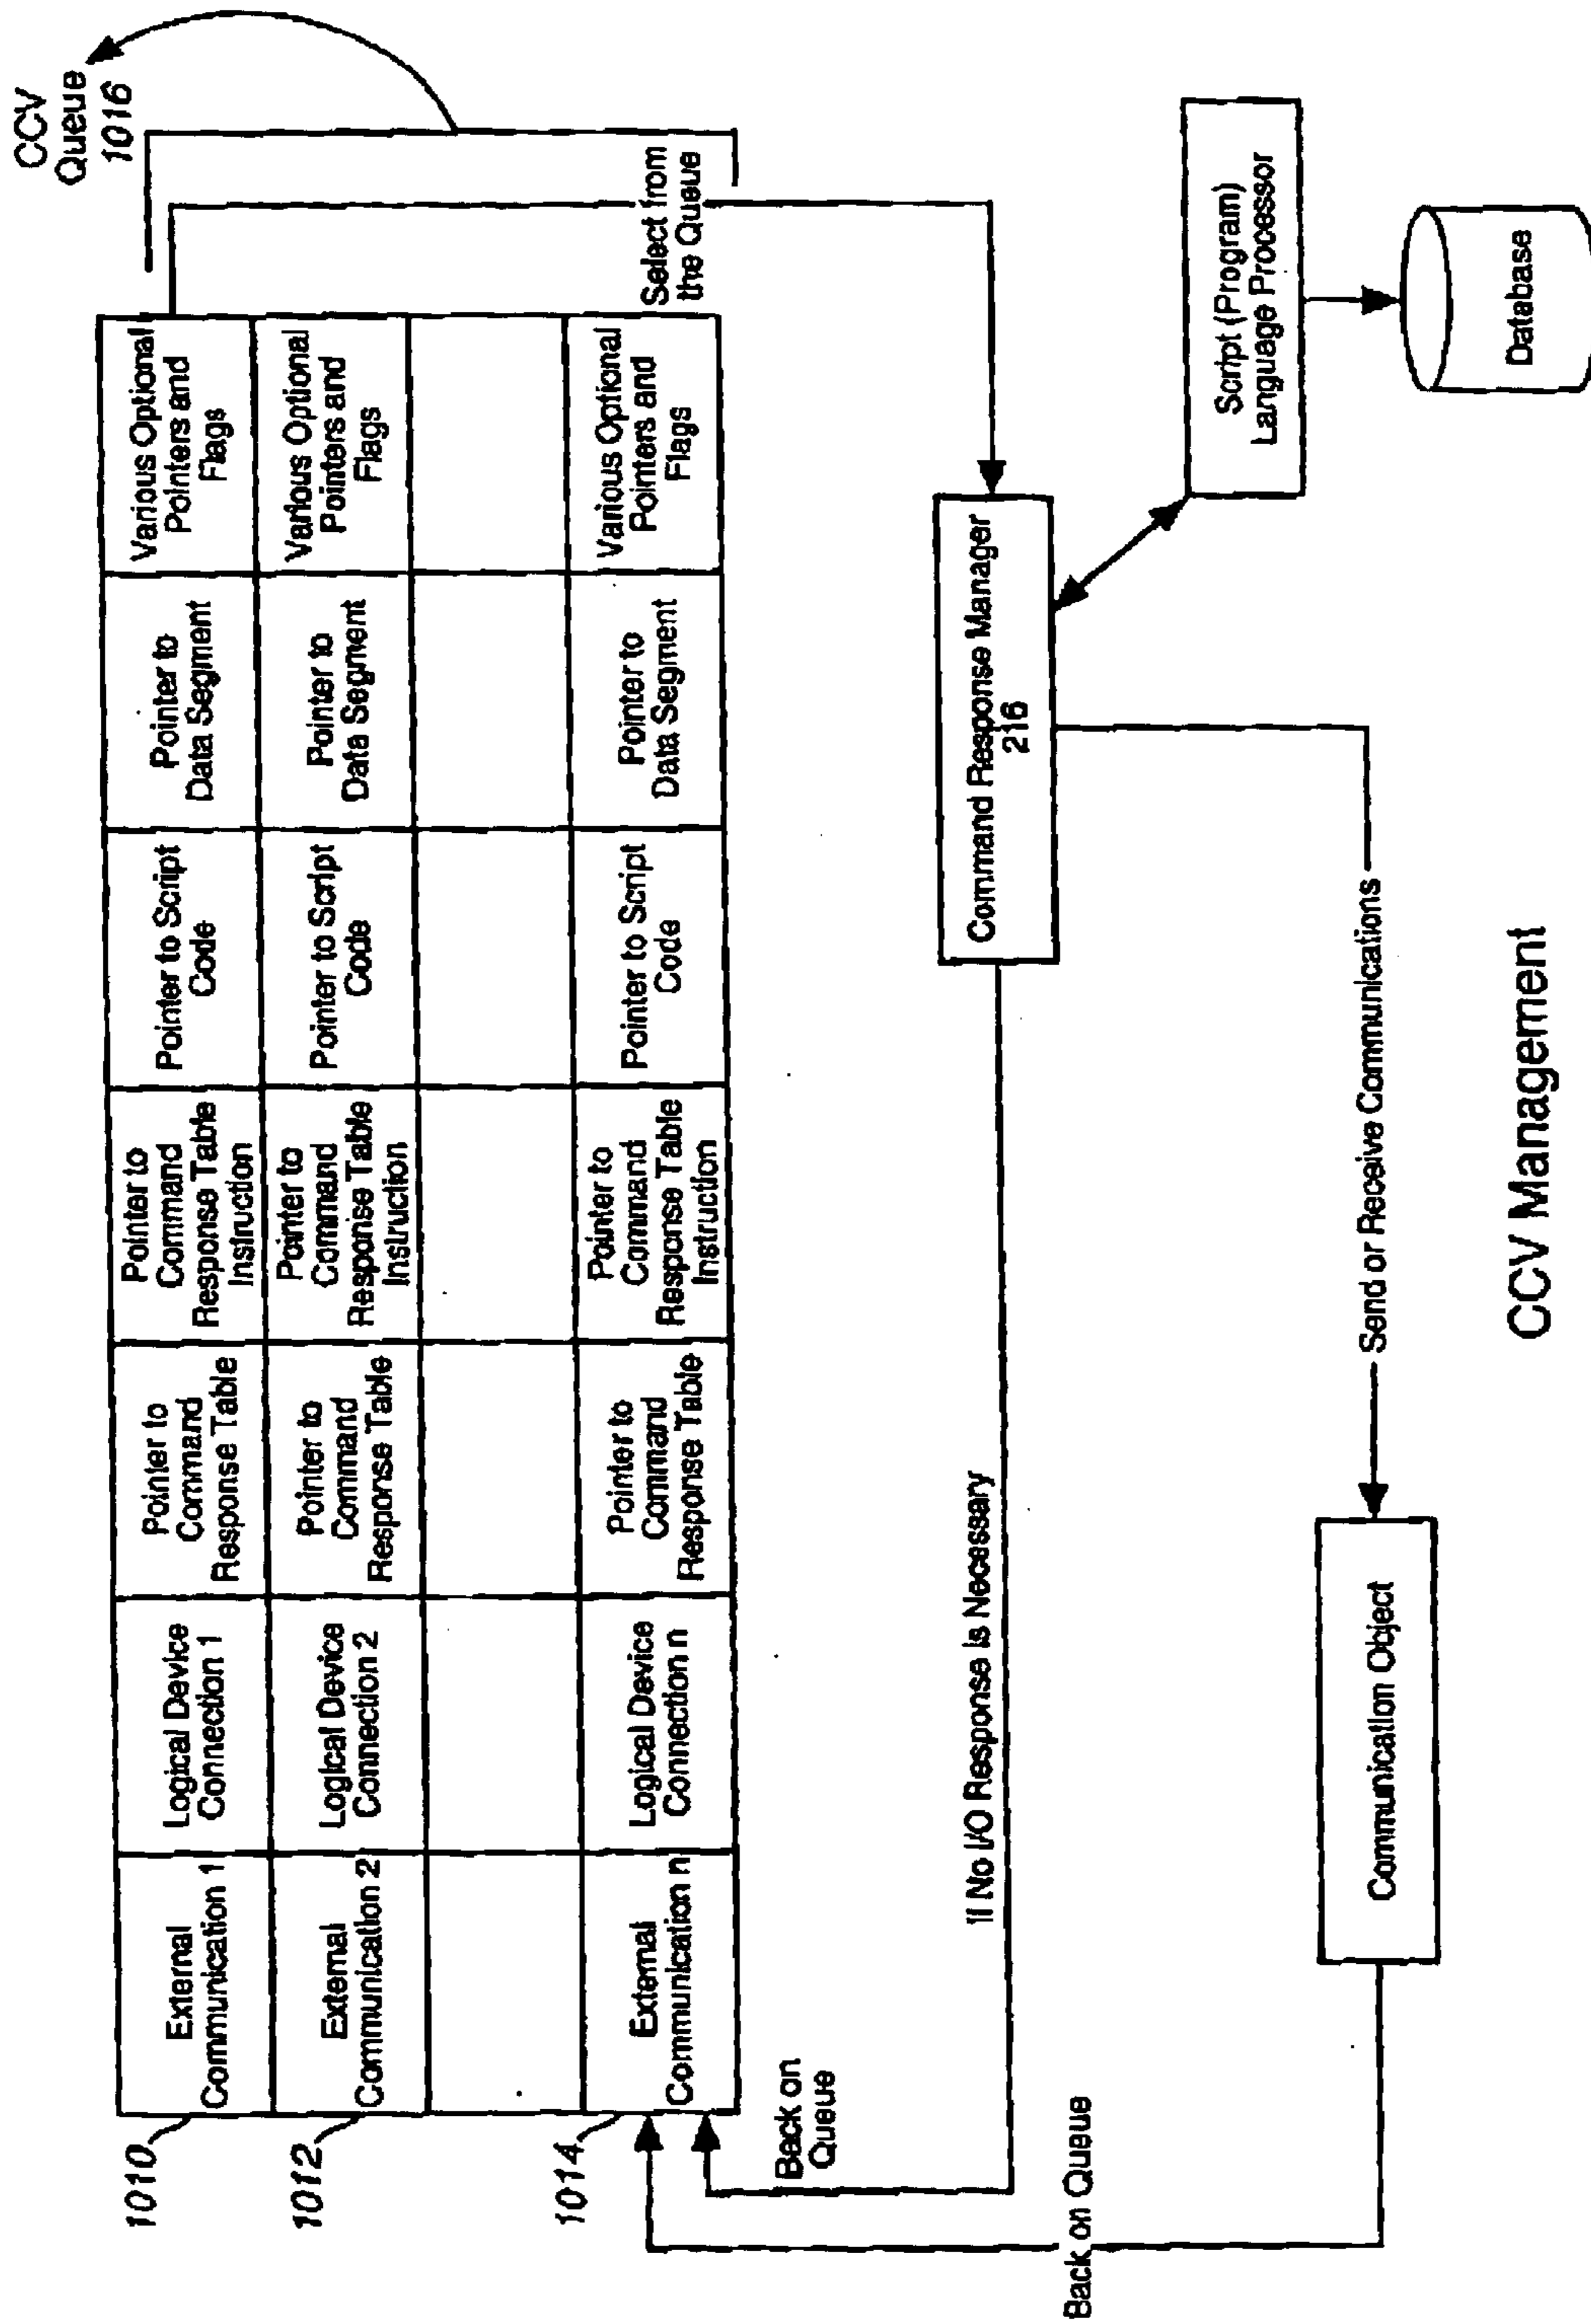 CCV
Queue
1016
1010
External
Communication 1
Logical Device
Connection 1
Pointer to
Command
Response Table
Pointer to
Command
Response Table
Instruction
Pointer to Script
Code
Pointer to
Data Segment
Various Optional
Pointers and
Flags
1012
External
Communication 2
Logical Device
Connection 2
Pointer to
Command
Response Table
Pointer to
Command
Response Table
Instruction
Pointer to Script
Code
Pointer to
Data Segment
Various Optional
Pointers and
Flags
1014
External
Communication n
Logical Device
Connection n
Pointer to
Command
Response Table
Pointer to
Command
Response Table
Instruction
Pointer to Script
Code
Pointer to
Data Segment
Various Optional
Pointers and
Flags
Select from
the Queue
Back on
Queue
If No I/O Response is Necessary
Command Response Manager
216
Script (Program)
Language Processor
Database
Back on Queue
Communication Object
Send or Receive Communications
CCV Management